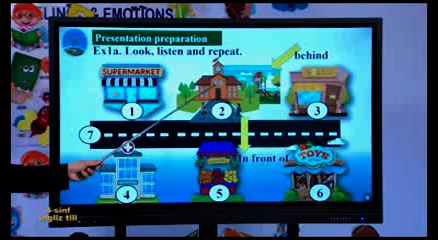 & EMOTIONS
Presentation preparation
Ex1a. Look, listen and repeat.
behind
SUPERMARKET
1
2
3
7
In front of
TOYS
4
5
6
4-sinf
ingliz tili